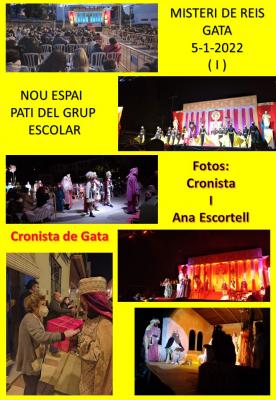 MISTERI DE REIS
GATA
5-1-2022
( I )
NOU ESPAI
PATI DEL GRUP
ESCOLAR
Fotos:
Cronista
I
Ana Escortell
Cronista de Gata